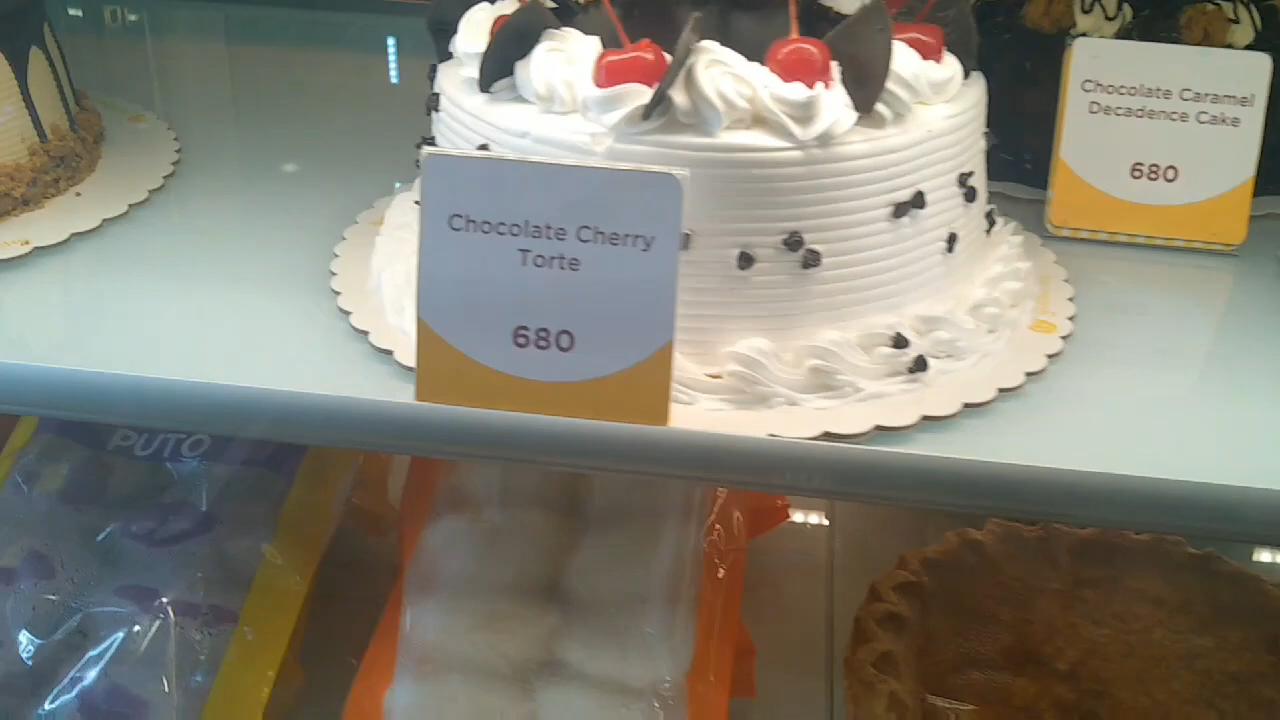 Chocolate Cherry
Torte
680
Chocolate Caramel
Decadence Cake
680
PUTO